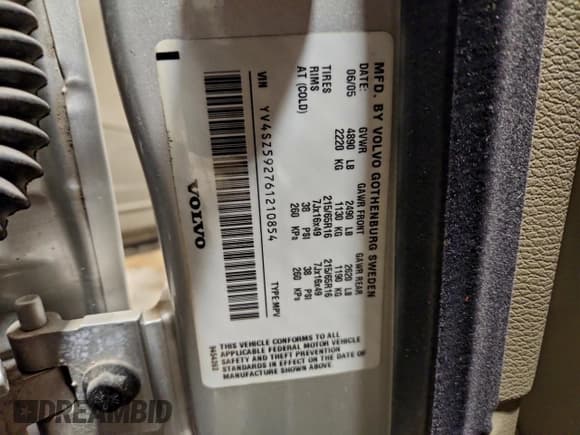 MFD. BY VOLVO GOTHENBURG SWEDEN
DATE: GVWR GAWR FRONT GAWR REAR
06/05 4890 LB 2490 LB 2620 LB
2220 KG 1130 KG 1190 KG
TIRES 215/65R16 215/65R16
RIMS 7Jx16x49 7Jx16x49
AT (COLD) 38 PSI 38 PSI
260 KPa 260 KPa
VIN YV4SZ592761210854 TYPE:MPV
VOLVO
THIS VEHICLE CONFORMS TO ALL
APPLICABLE FEDERAL MOTOR VEHICLE
SAFETY AND THEFT PREVENTION
STANDARDS IN EFFECT ON THE DATE OF
MANUFACTURE SHOWN ABOVE.
DREAMBID